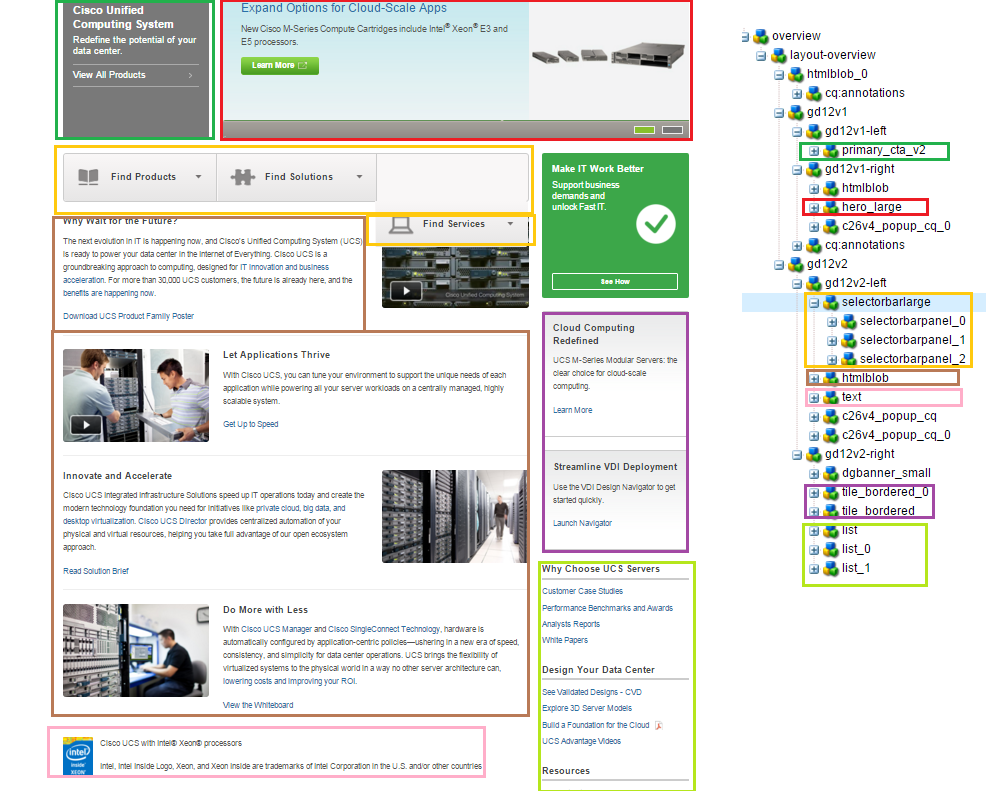 Cisco Unified
Computing System
Redefine the potential of your
data center.
View All Products
Expand Options for Cloud-Scale Apps
New Cisco M-Series Compute Cartridges include Intel® Xeon® E3 and
E5 processors.
Learn More
Find Products
Find Solutions
Find Services
Why Wait for the Future?
The next evolution in IT is happening now, and Cisco's Unified Computing System (UCS)
is ready to power your data center in the Internet of Everything. Cisco UCS is a
groundbreaking approach to computing, designed for IT innovation and business
acceleration. For more than 30,000 UCS customers, the future is already here, and the
benefits are happening now.
Download UCS Product Family Poster
Cisco Unified Computing System
Let Applications Thrive
With Cisco UCS, you can tune your environment to support the unique needs of each
application while powering all your server workloads on a centrally managed, highly
scalable system.
Get Up to Speed
Innovate and Accelerate
Cisco UCS Integrated Infrastructure Solutions speed up IT operations today and create the
modern technology foundation you need for initiatives like private cloud, big data, and
desktop virtualization. Cisco UCS Director provides centralized automation of your
physical and virtual resources, helping you take full advantage of our open ecosystem
approach.
Read Solution Brief
Do More with Less
With Cisco UCS Manager and Cisco SingleConnect Technology, hardware is
automatically configured by application-centric policies—ushering in a new era of speed,
consistency, and simplicity for data center operations. UCS brings the flexibility of
virtualized systems to the physical world in a way no other server architecture can,
lowering costs and improving your ROI.
View the Whiteboard
intel
inside
XEON
Cisco UCS with Intel® Xeon® processors
Intel, Intel Inside Logo, Xeon, and Xeon Inside are trademarks of Intel Corporation in the U.S. and/or other countries
Make IT Work Better
Support business
demands and
unlock Fast IT.
See How
Cloud Computing
Redefined
UCS M-Series Modular Servers: the
clear choice for cloud-scale
computing.
Learn More
Streamline VDI Deployment
Use the VDI Design Navigator to get
started quickly.
Launch Navigator
Why Choose UCS Servers
Customer Case Studies
Performance Benchmarks and Awards
Analysts Reports
White Papers
Design Your Data Center
See Validated Designs - CVD
Explore 3D Server Models
Build a Foundation for the Cloud
UCS Advantage Videos
Resources
overview
layout-overview
htmlblob_0
cq:annotations
gd12v1
gd12v1-left
primary_cta_v2
gd12v1-right
htmlblob
hero_large
c26v4_popup_cq_0
cq:annotations
gd12v2
gd12v2-left
selectorbarlarge
selectorbarpanel_0
selectorbarpanel_1
selectorbarpanel_2
htmlblob
text
c26v4_popup_cq
c26v4_popup_cq_0
gd12v2-right
dgbanner_small
tile_bordered_0
tile_bordered
list
list_0
list_1